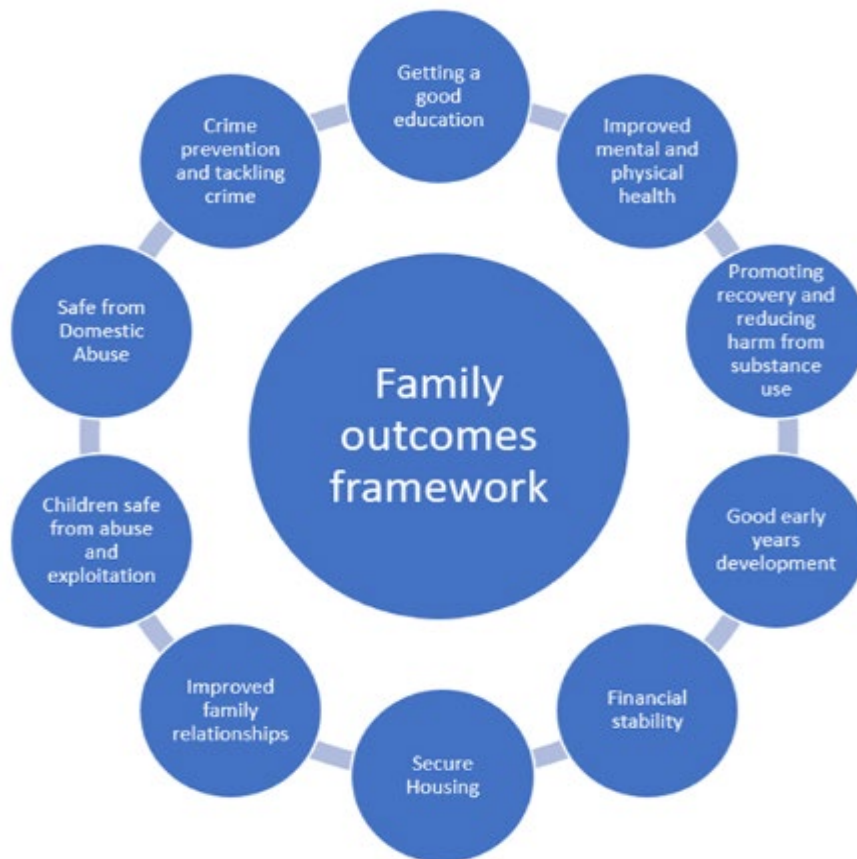 Getting a
good
education
Improved
mental and
physical
health
Promoting
recovery and
reducing
harm from
substance
use
Good early
years
development
Financial
stability
Secure
Housing
Improved
family
relationships
Children safe
from abuse
and
exploitation
Safe from
Domestic
Abuse
Crime
prevention
and tackling
crime
Family
outcomes
framework